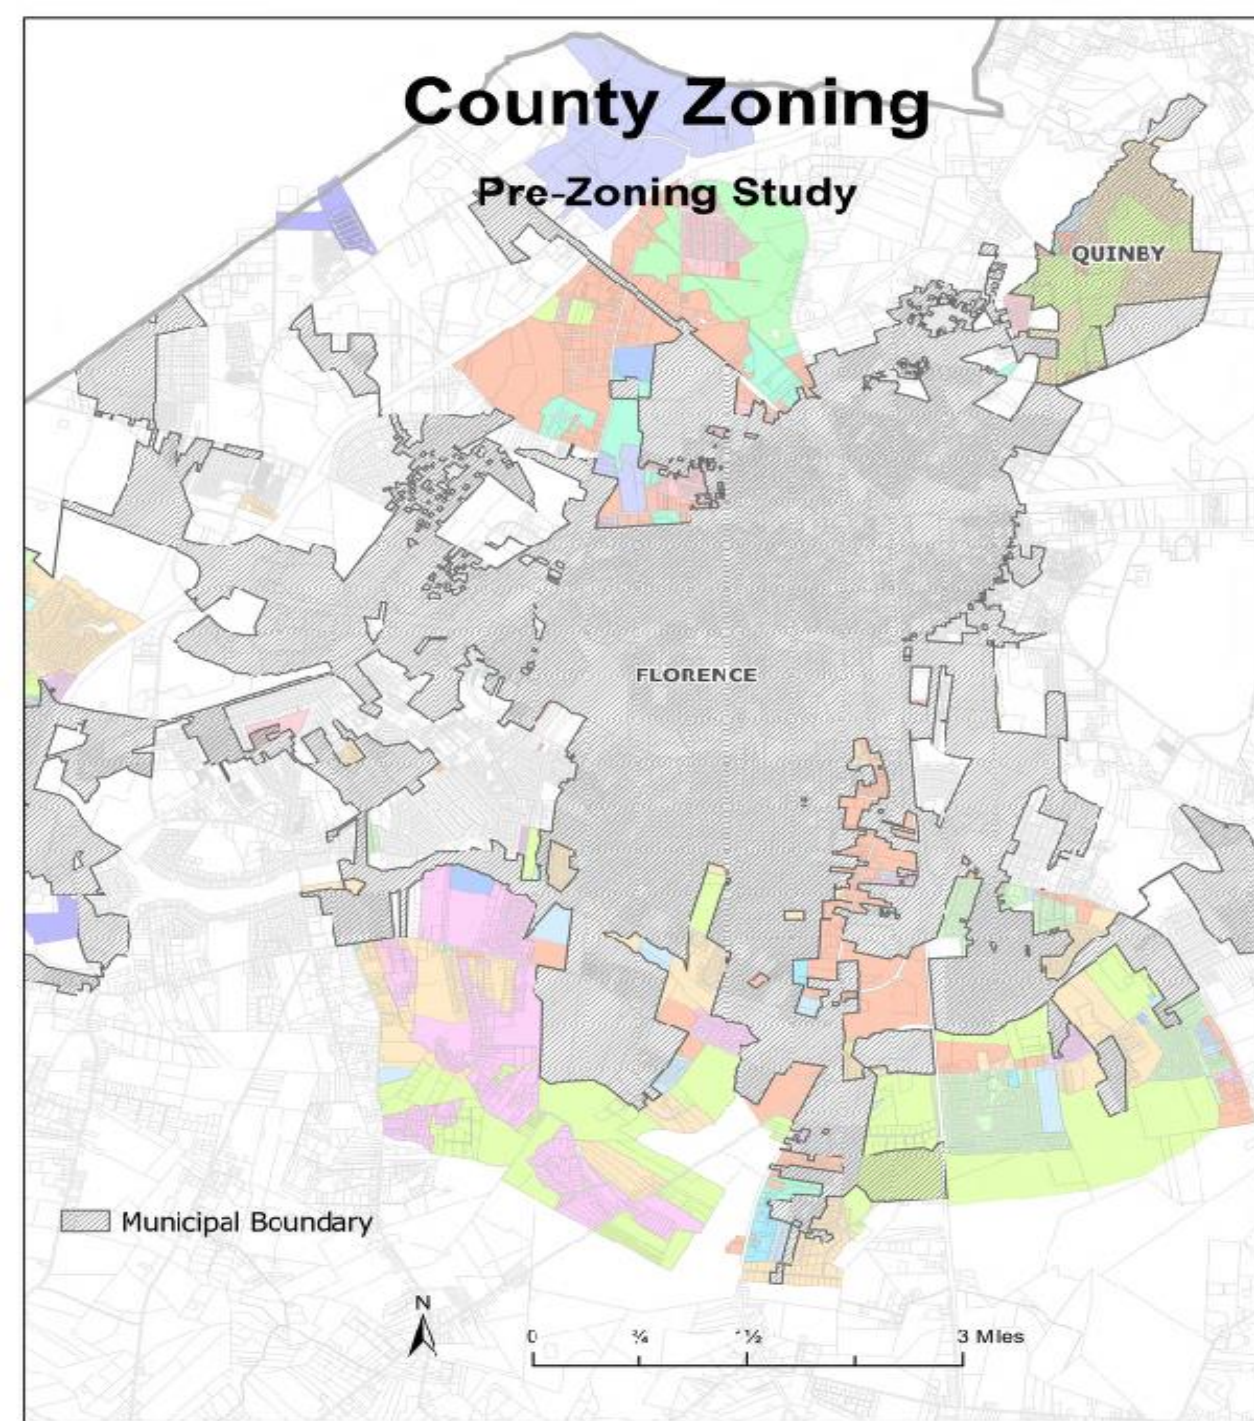 County Zoning
Pre-Zoning Study
QUINBY
FLORENCE
Municipal Boundary
N
0 ¾ 1½ 3 Miles